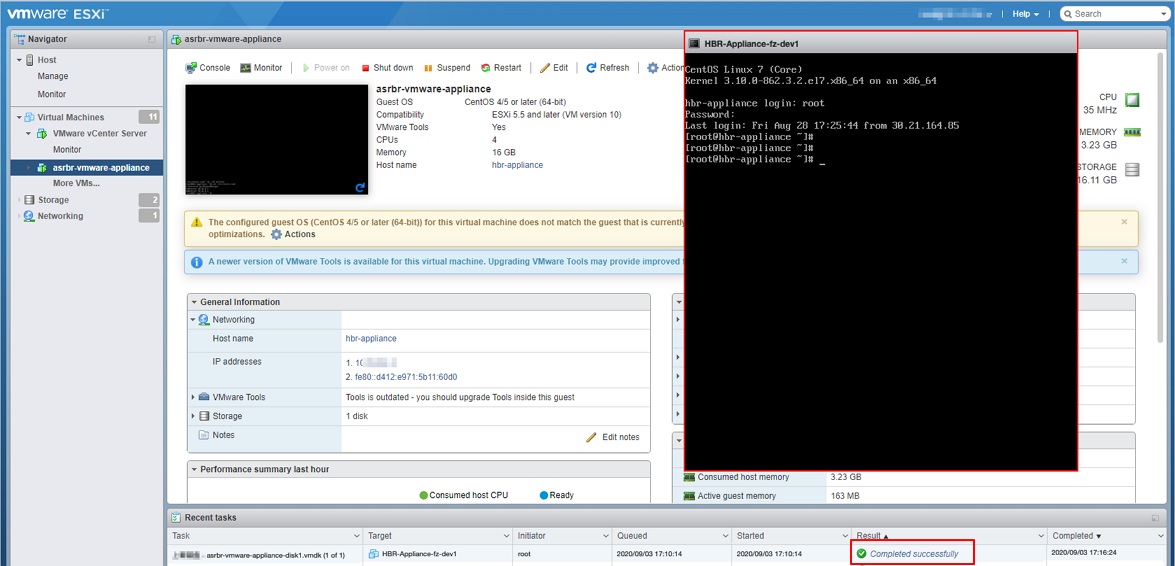 vmware ESXi™
Help
Search
Navigator
Host
Manage
Monitor
Virtual Machines 11
VMware vCenter Server
Monitor
asrbr-vmware-appliance
More VMs...
Storage 2
Networking 1
asrbr-vmware-appliance
Console Monitor Power on Shut down Suspend Restart Edit Refresh Action
asrbr-vmware-appliance
Guest OS CentOS 4/5 or later (64-bit)
Compatibility ESXi 5.5 and later (VM version 10)
VMware Tools Yes
CPUs 4
Memory 16 GB
Host name hbr-appliance
CPU
35 MHz
MEMORY
3.23 GB
STORAGE
16.11 GB
The configured guest OS (CentOS 4/5 or later (64-bit)) for this virtual machine does not match the guest that is currently
optimizations. Actions
A newer version of VMware Tools is available for this virtual machine. Upgrading VMware Tools may provide improved
General Information
Networking
Host name hbr-appliance
IP addresses 1. 10
2. fe80::d412:e971:5b11:60d0
VMware Tools Tools is outdated - you should upgrade Tools inside this guest
Storage 1 disk
Notes Edit notes
Performance summary last hour
Consumed host CPU Ready
HBR-Appliance-fz-dev1
CentOS Linux 7 (Core)
Kernel 3.10.0-862.3.2.el7.x86_64 on an x86_64
hbr-appliance login: root
Password:
Last login: Fri Aug 28 17:25:44 from 30.21.164.85
[root@hbr-appliance ~]#
[root@hbr-appliance ~]#
[root@hbr-appliance ~]# _
Consumed host memory 3.23 GB
Active guest memory 163 MB
Recent tasks
Task Target Initiator Queued Started Result Completed
asrbr-vmware-appliance-disk1.vmdk (1 of 1) HBR-Appliance-fz-dev1 root 2020/09/03 17:10:14 2020/09/03 17:10:14 Completed successfully 2020/09/03 17:16:24